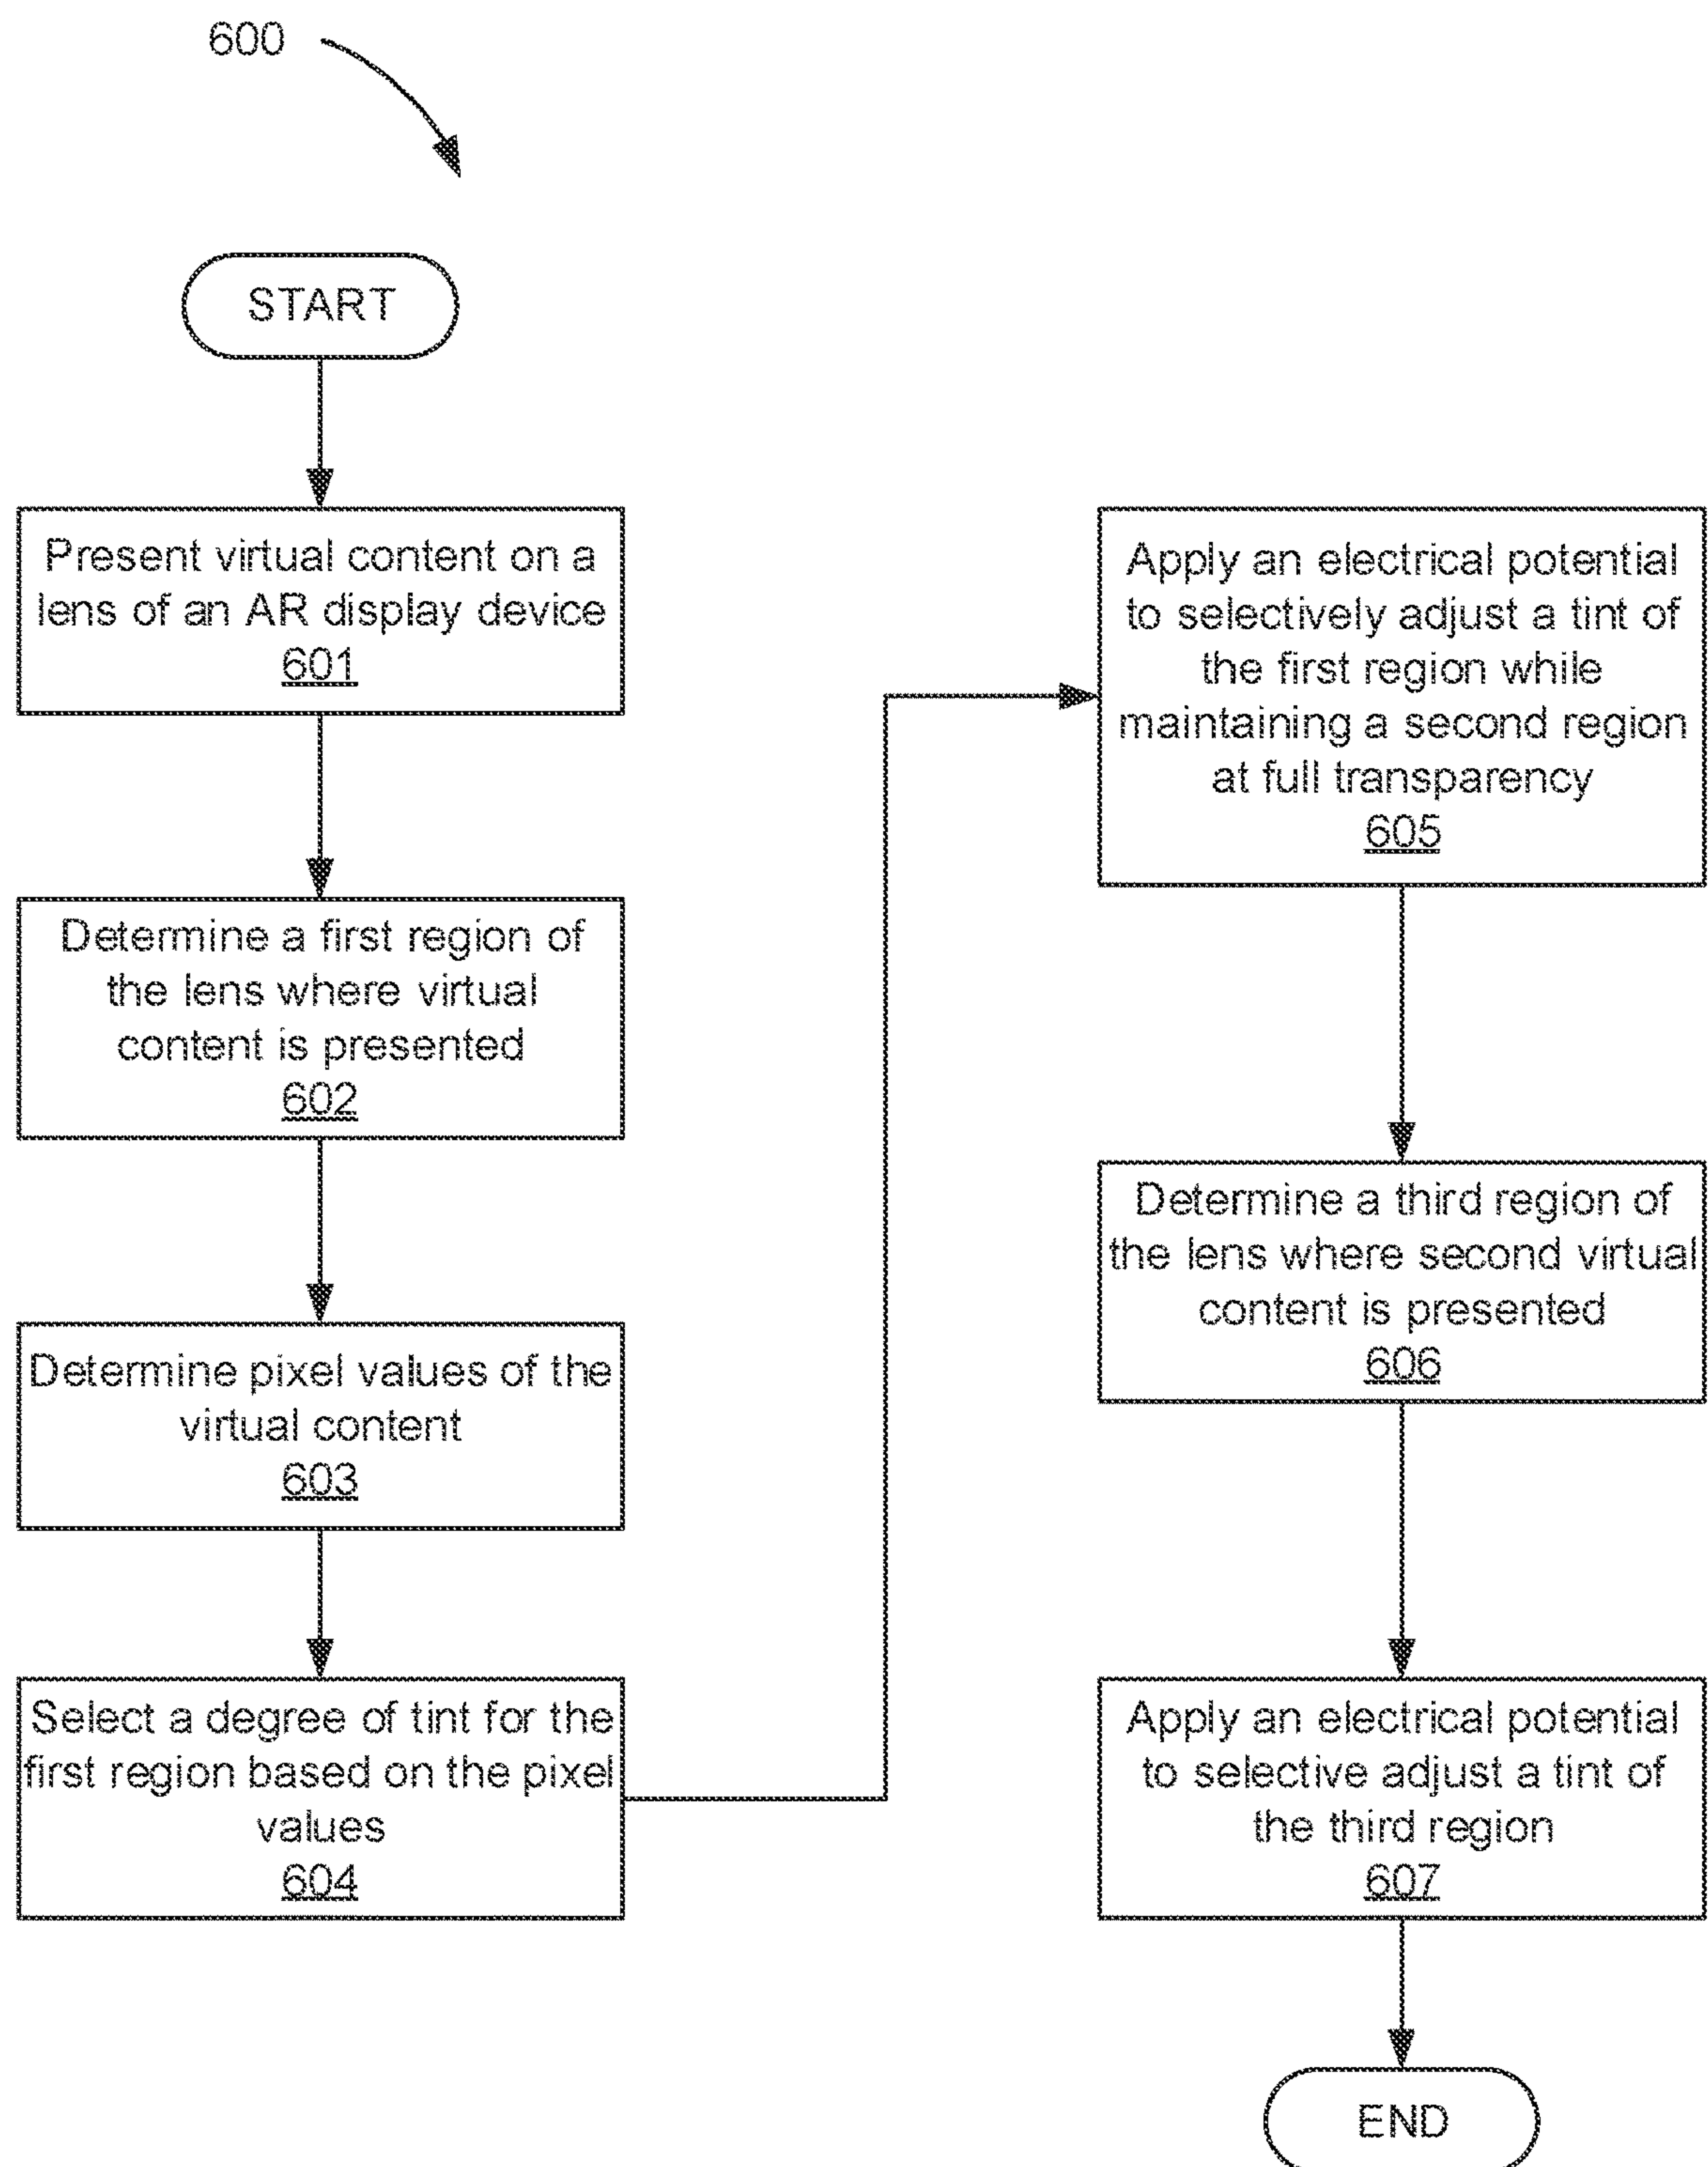 600
START
Present virtual content on a
lens of an AR display device
601
Determine a first region of
the lens where virtual
content is presented
602
Determine pixel values of the
virtual content
603
Select a degree of tint for the
first region based on the pixel
values
604
Apply an electrical potential
to selectively adjust a tint of
the first region while
maintaining a second region
at full transparency
605
Determine a third region of
the lens where second virtual
content is presented
606
Apply an electrical potential
to selective adjust a tint of
the third region
607
END